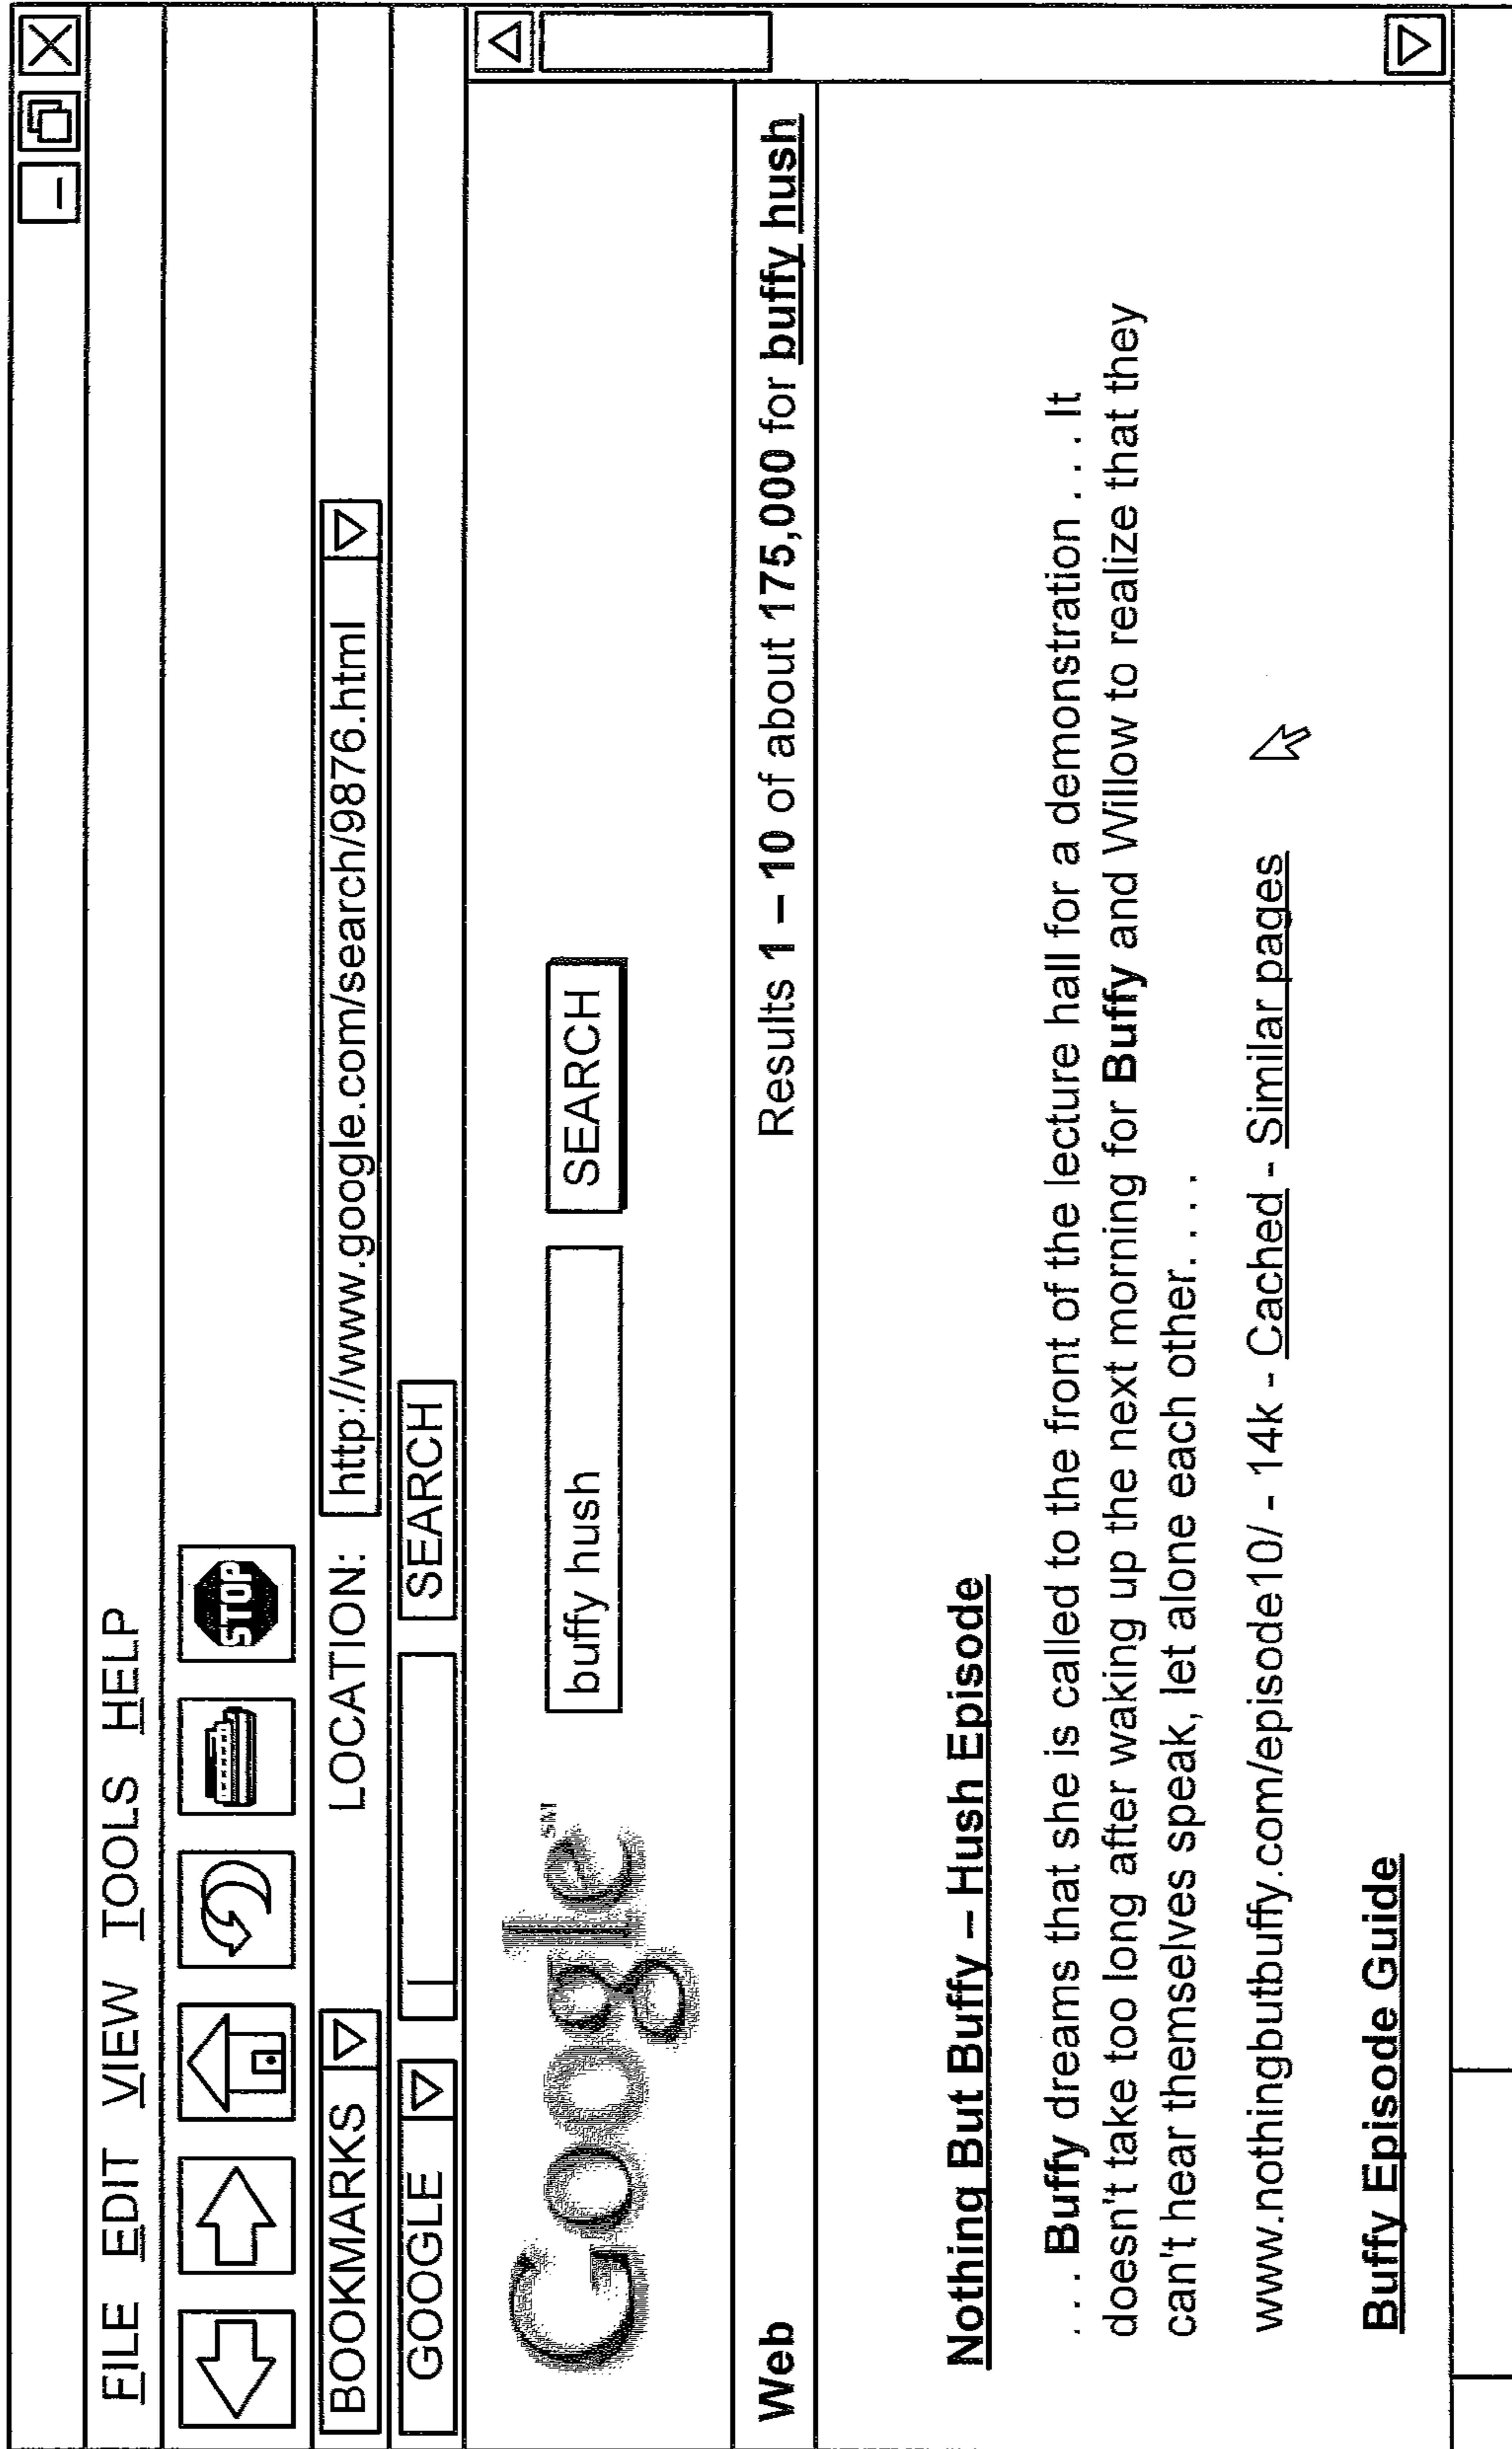 FILE EDIT VIEW TOOLS HELP
STOP
BOOKMARKS LOCATION: http://www.google.com/search/9876.html
GOOGLE SEARCH
Google SM buffy hush SEARCH
Web Results 1 – 10 of about 175,000 for buffy hush
Nothing But Buffy – Hush Episode
. . . Buffy dreams that she is called to the front of the lecture hall for a demonstration . . . It
doesn't take too long after waking up the next morning for Buffy and Willow to realize that they
can't hear themselves speak, let alone each other. . . .
www.nothingbutbuffy.com/episode10/ - 14k - Cached - Similar pages
Buffy Episode Guide